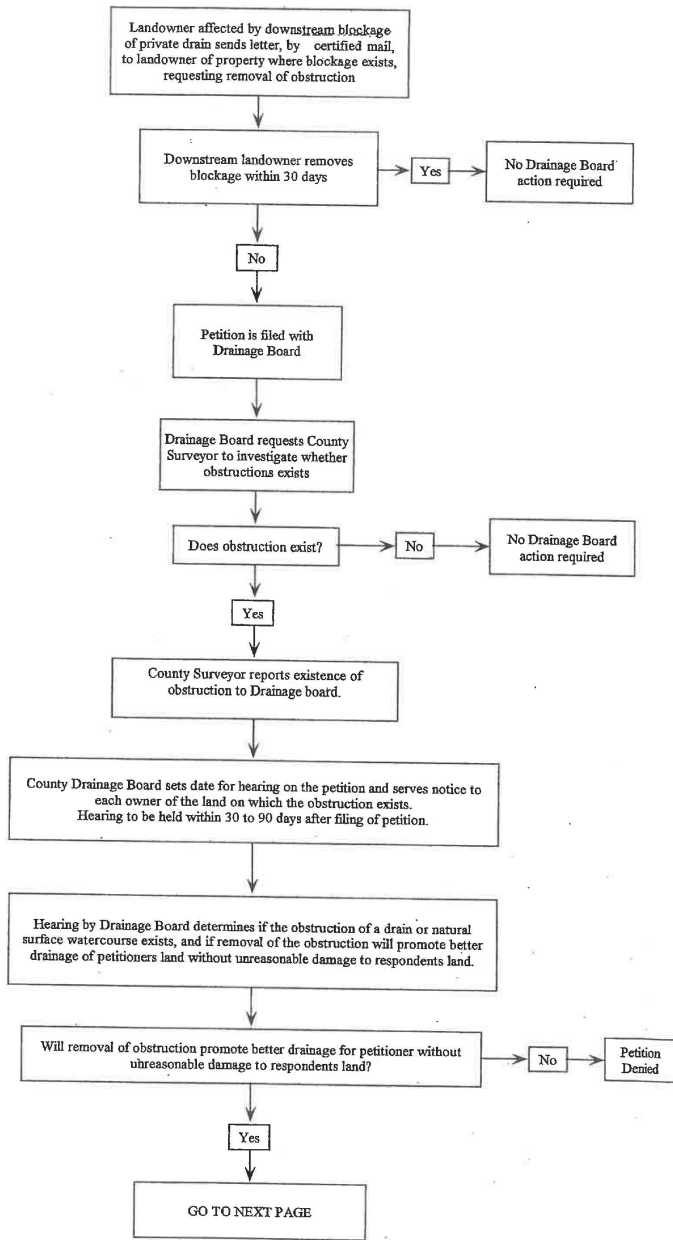 Landowner affected by downstream blockage
of private drain sends letter, by certified mail,
to landowner of property where blockage exists,
requesting removal of obstruction
Downstream landowner removes
blockage within 30 days
Yes
No Drainage Board
action required
No
Petition is filed with
Drainage Board
Drainage Board requests County
Surveyor to investigate whether
obstructions exists
Does obstruction exist?
No
No Drainage Board
action required
Yes
County Surveyor reports existence of
obstruction to Drainage board.
County Drainage Board sets date for hearing on the petition and serves notice to
each owner of the land on which the obstruction exists.
Hearing to be held within 30 to 90 days after filing of petition.
Hearing by Drainage Board determines if the obstruction of a drain or natural
surface watercourse exists, and if removal of the obstruction will promote better
drainage of petitioners land without unreasonable damage to respondents land.
Will removal of obstruction promote better drainage for petitioner without
unreasonable damage to respondents land?
No
Petition
Denied
Yes
GO TO NEXT PAGE